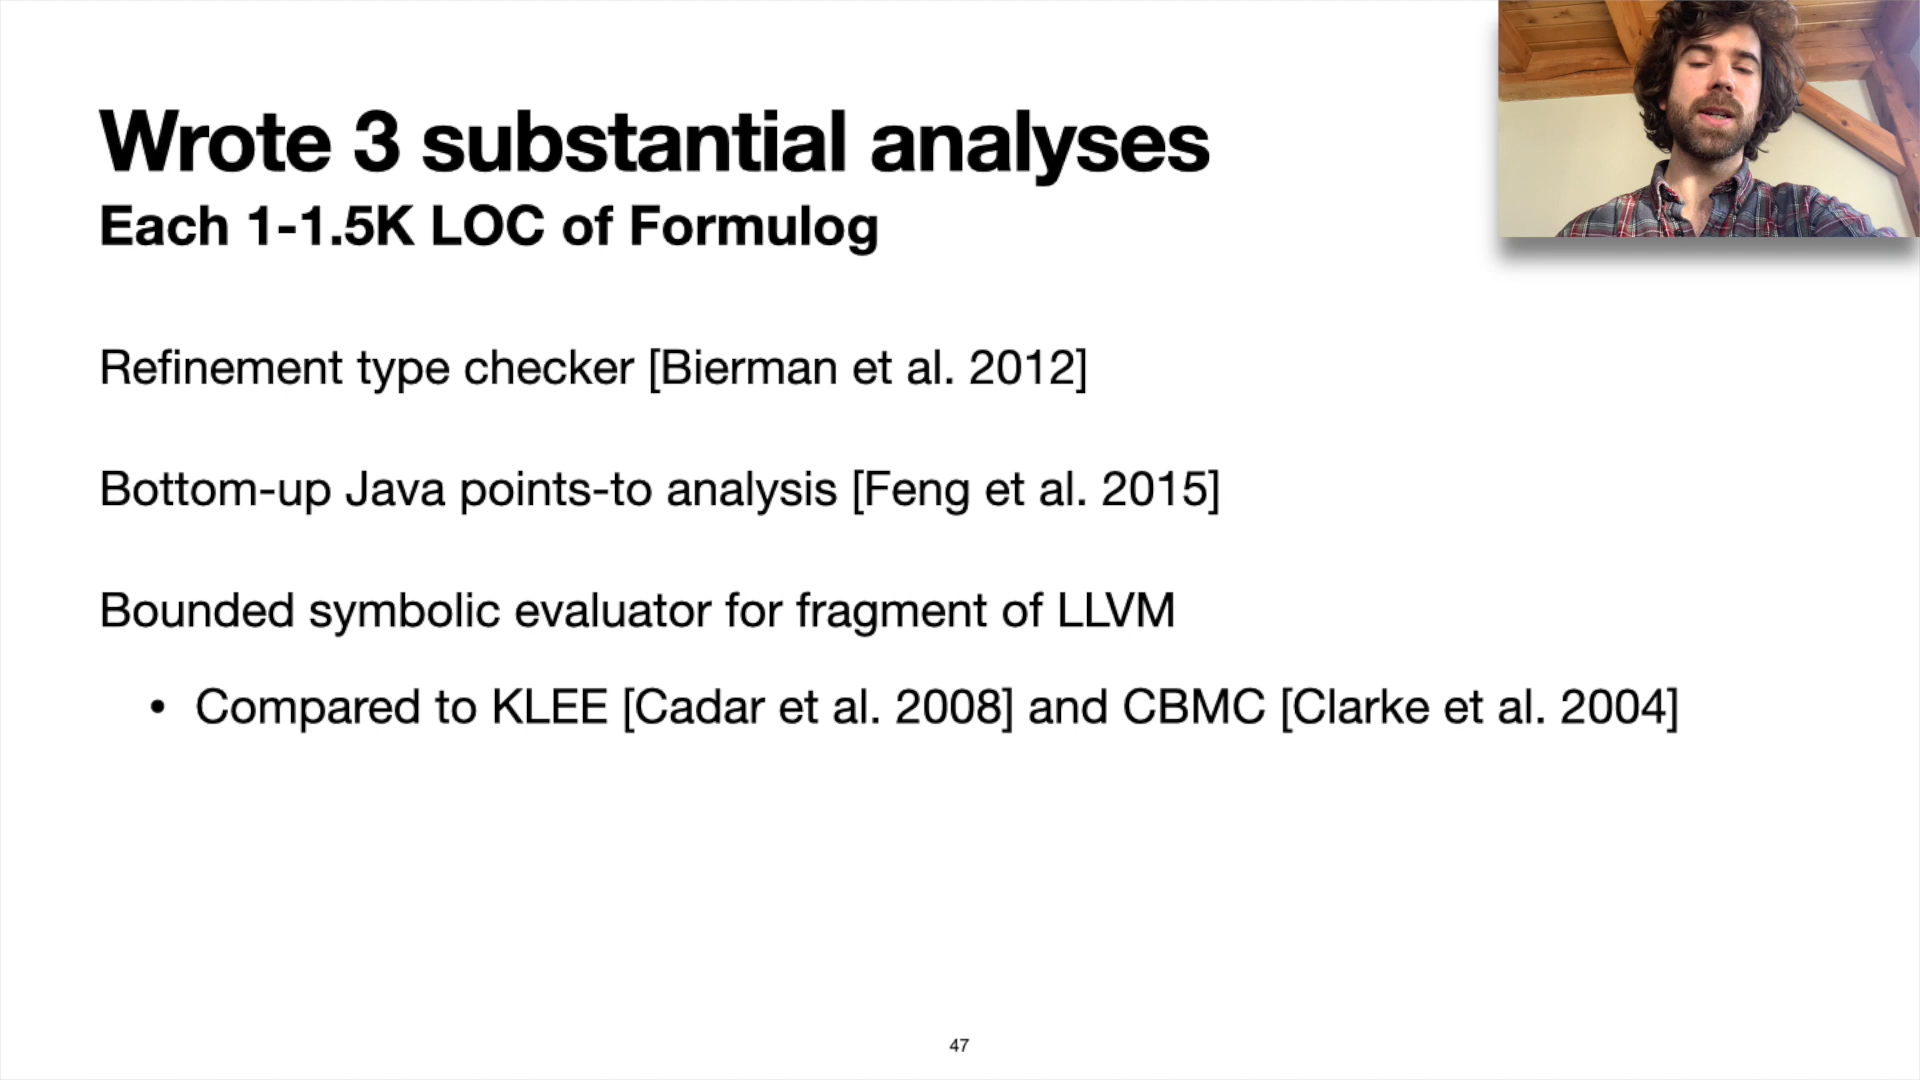 Wrote 3 substantial analyses
Each 1-1.5K LOC of Formulog
Refinement type checker [Bierman et al. 2012]
Bottom-up Java points-to analysis [Feng et al. 2015]
Bounded symbolic evaluator for fragment of LLVM
• Compared to KLEE [Cadar et al. 2008] and CBMC [Clarke et al. 2004]
47